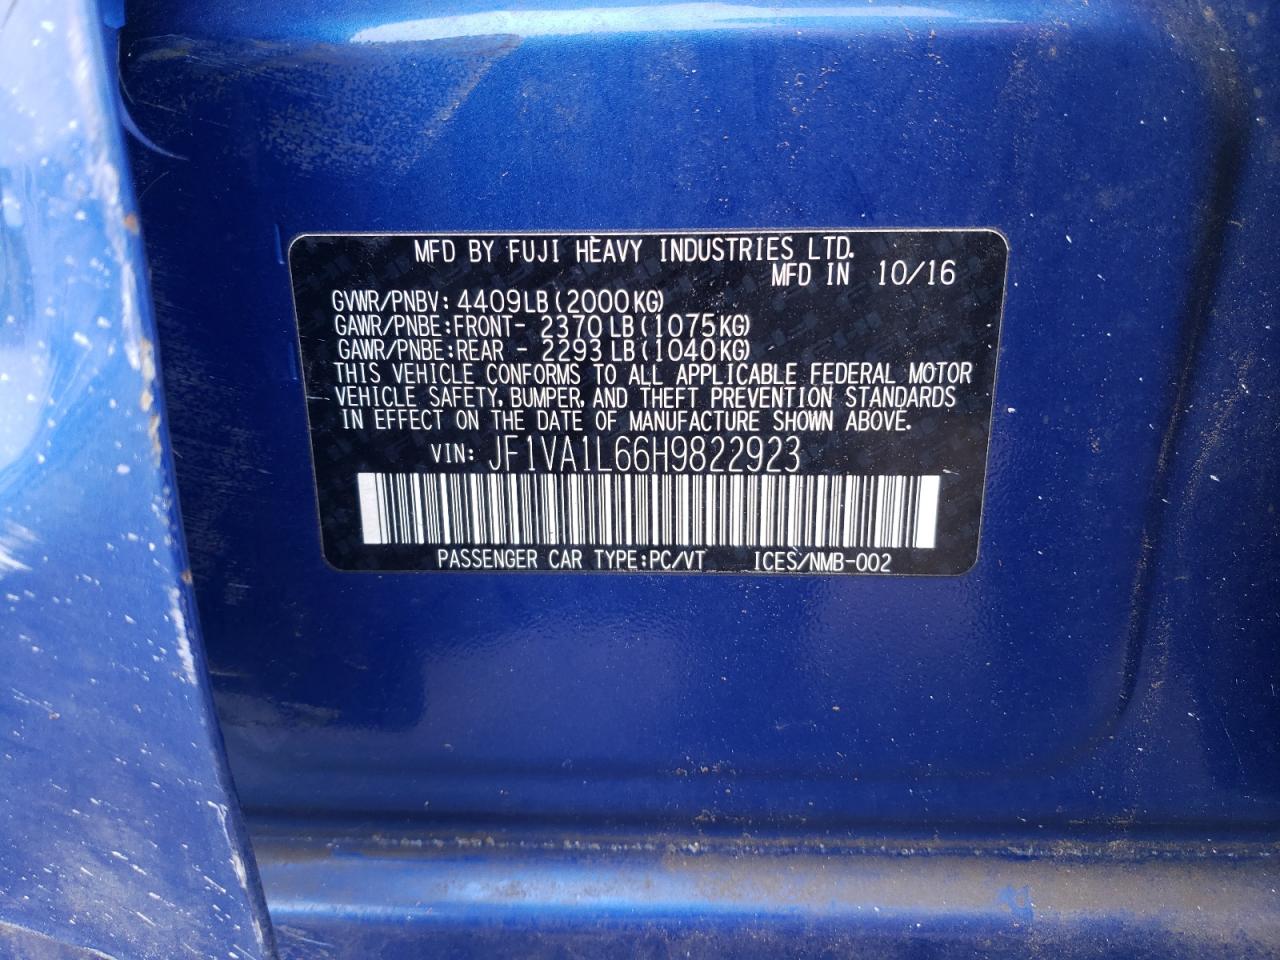 MFD BY FUJI HEAVY INDUSTRIES LTD.
MFD IN 10/16
GVWR/PNBV: 4409LB(2000KG)
GAWR/PNBE:FRONT- 2370LB(1075KG)
GAWR/PNBE:REAR - 2293LB(1040KG)
THIS VEHICLE CONFORMS TO ALL APPLICABLE FEDERAL MOTOR
VEHICLE SAFETY, BUMPER, AND THEFT PREVENTION STANDARDS
IN EFFECT ON THE DATE OF MANUFACTURE SHOWN ABOVE.
VIN: JF1VA1L66H9822923
PASSENGER CAR TYPE:PC/VT ICES/NMB-002